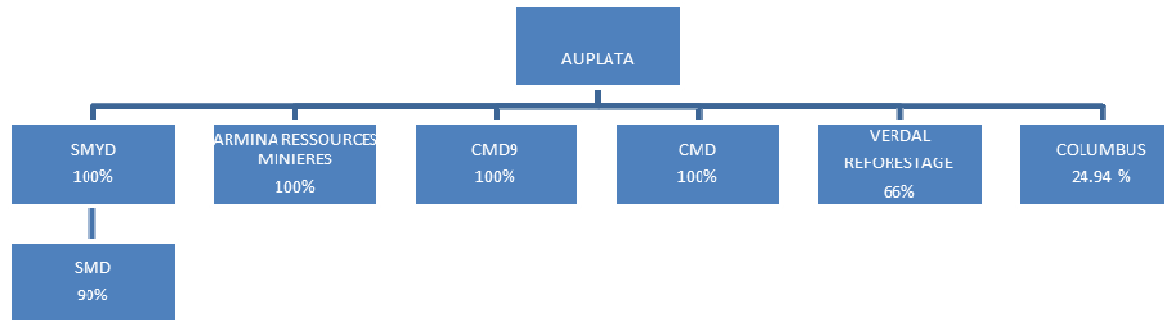 AUPLATA
SMYD
100%
ARMINA RESSOURCES
MINIERES
100%
CMD9
100%
CMD
100%
VERDAL
REFORESTAGE
66%
COLUMBUS
24.94 %
SMD
90%